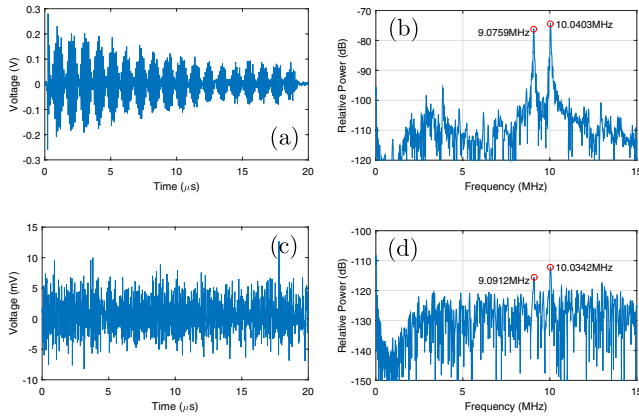 0.3
0.2
0.1
0
-0.1
-0.2
-0.3
Voltage (V)
(a)
0 5 10 15 20
Time (μs)
-70
-80
-90
-100
-110
-120
Relative Power (dB)
9.0759MHz
10.0403MHz
(b)
0 5 10 15
Frequency (MHz)
15
10
5
0
-5
-10
Voltage (mV)
(c)
0 5 10 15 20
Time (μs)
-100
-110
-120
-130
-140
-150
Relative Power (dB)
(d)
10.0342MHz
9.0912MHz
0 5 10 15
Frequency (MHz)